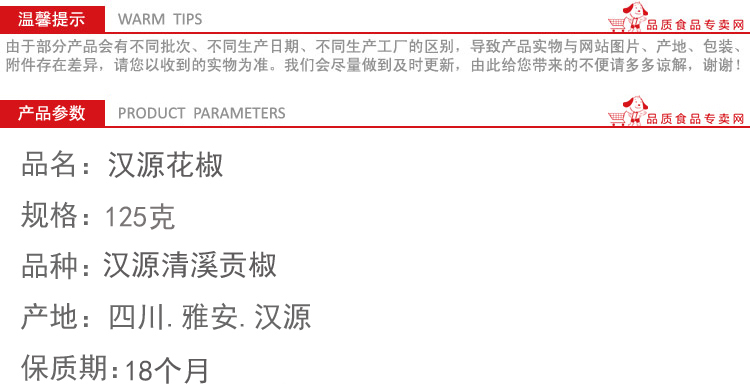 温馨提示 WARM TIPS 品质食品专卖网
由于部分产品会有不同批次、不同生产日期、不同生产工厂的区别，导致产品实物与网站图片、产地、包装、
附件存在差异，请您以收到的实物为准。我们会尽量做到及时更新，由此给您带来的不便请多多谅解，谢谢！
产品参数 PRODUCT PARAMETERS 品质食品专卖网
品名：汉源花椒
规格：125克
品种：汉源清溪贡椒
产地：四川.雅安.汉源
保质期：18个月